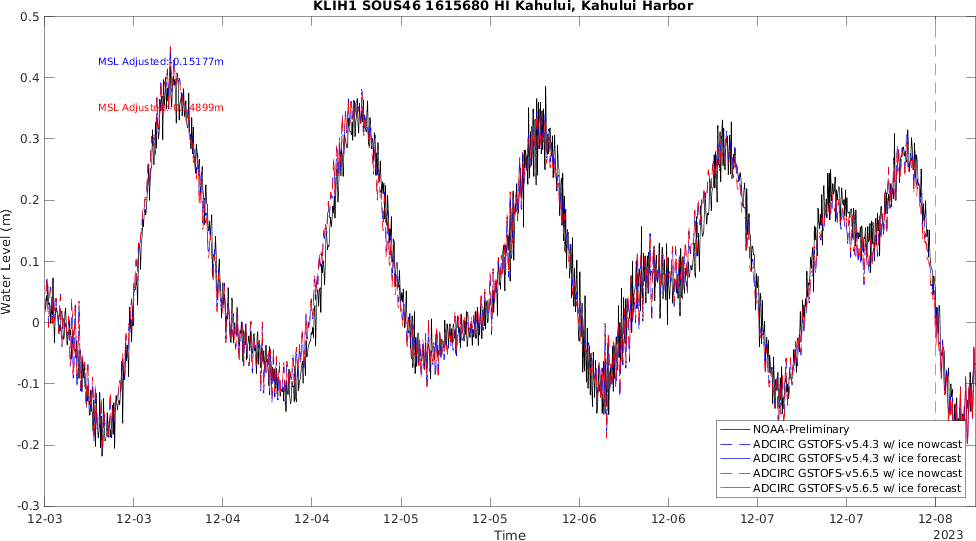 KLIH1 SOUS46 1615680 HI Kahului, Kahului Harbor
0.5
0.4
0.3
0.2
0.1
0
-0.1
-0.2
-0.3
Water Level (m)
MSL Adjusted:-0.15177m
MSL Adjusted:
NOAA-Preliminary
ADCIRC GSTOFS-v5.4.3 w/ ice nowcast
ADCIRC GSTOFS-v5.4.3 w/ ice forecast
ADCIRC GSTOFS-v5.6.5 w/ ice nowcast
ADCIRC GSTOFS-v5.6.5 w/ ice forecast
12-03 12-03 12-04 12-04 12-05 12-05 12-06 12-06 12-07 12-07 12-08
2023
Time